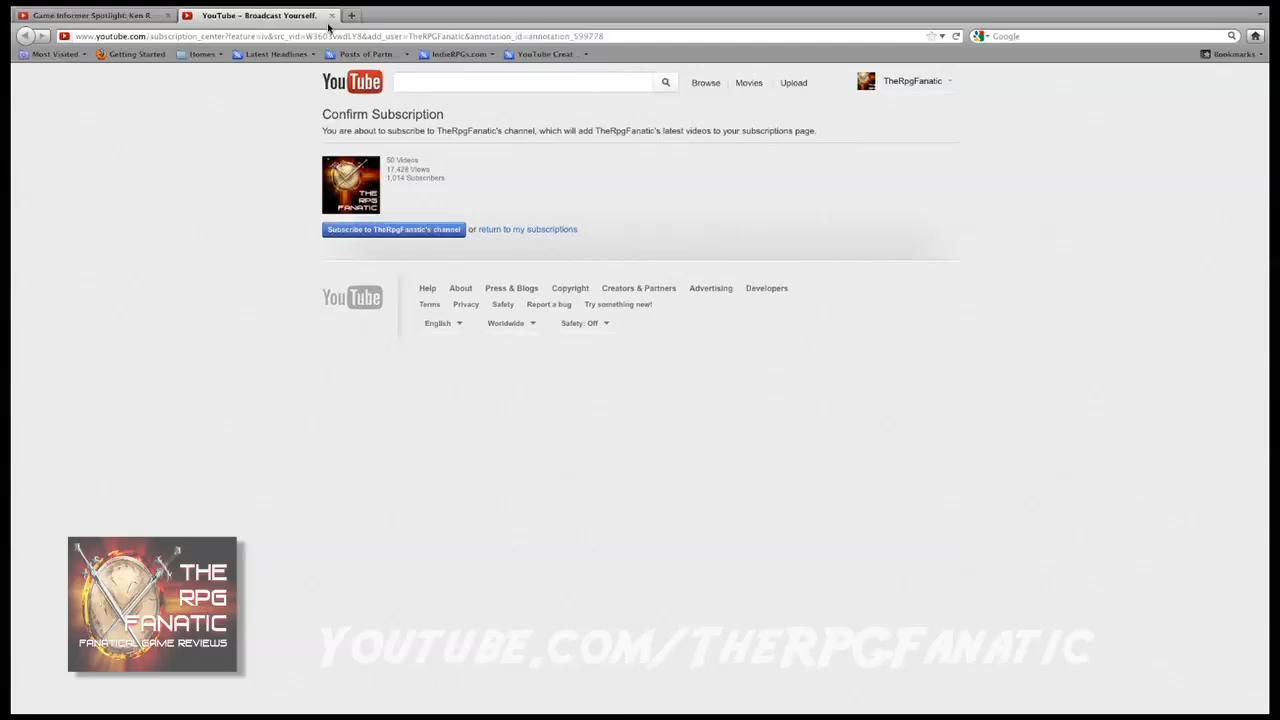 Game Informer Spotlight: Ken R...
YouTube - Broadcast Yourself.
www.youtube.com/subscription_center?feature=iv&src_vid=W3603vwdLY8&add_user=TheRPGFanatic&annotation_id=annotation_599778
Google
Most Visited
Getting Started
Homes
Latest Headlines
Posts of Partn...
IndieRPGs.com
YouTube Creat...
Bookmarks
YouTube
Browse
Movies
Upload
TheRpgFanatic
Confirm Subscription
You are about to subscribe to TheRpgFanatic's channel, which will add TheRpgFanatic's latest videos to your subscriptions page.
50 Videos
17,428 Views
1,014 Subscribers
THE
RPG
FANATIC
Subscribe to TheRpgFanatic's channel or return to my subscriptions
YouTube
Help About Press & Blogs Copyright Creators & Partners Advertising Developers
Terms Privacy Safety Report a bug Try something new!
English Worldwide Safety: Off
THE
RPG
FANATIC
FANATICAL GAME REVIEWS
YOUTUBE.COM/THERPGFANATIC